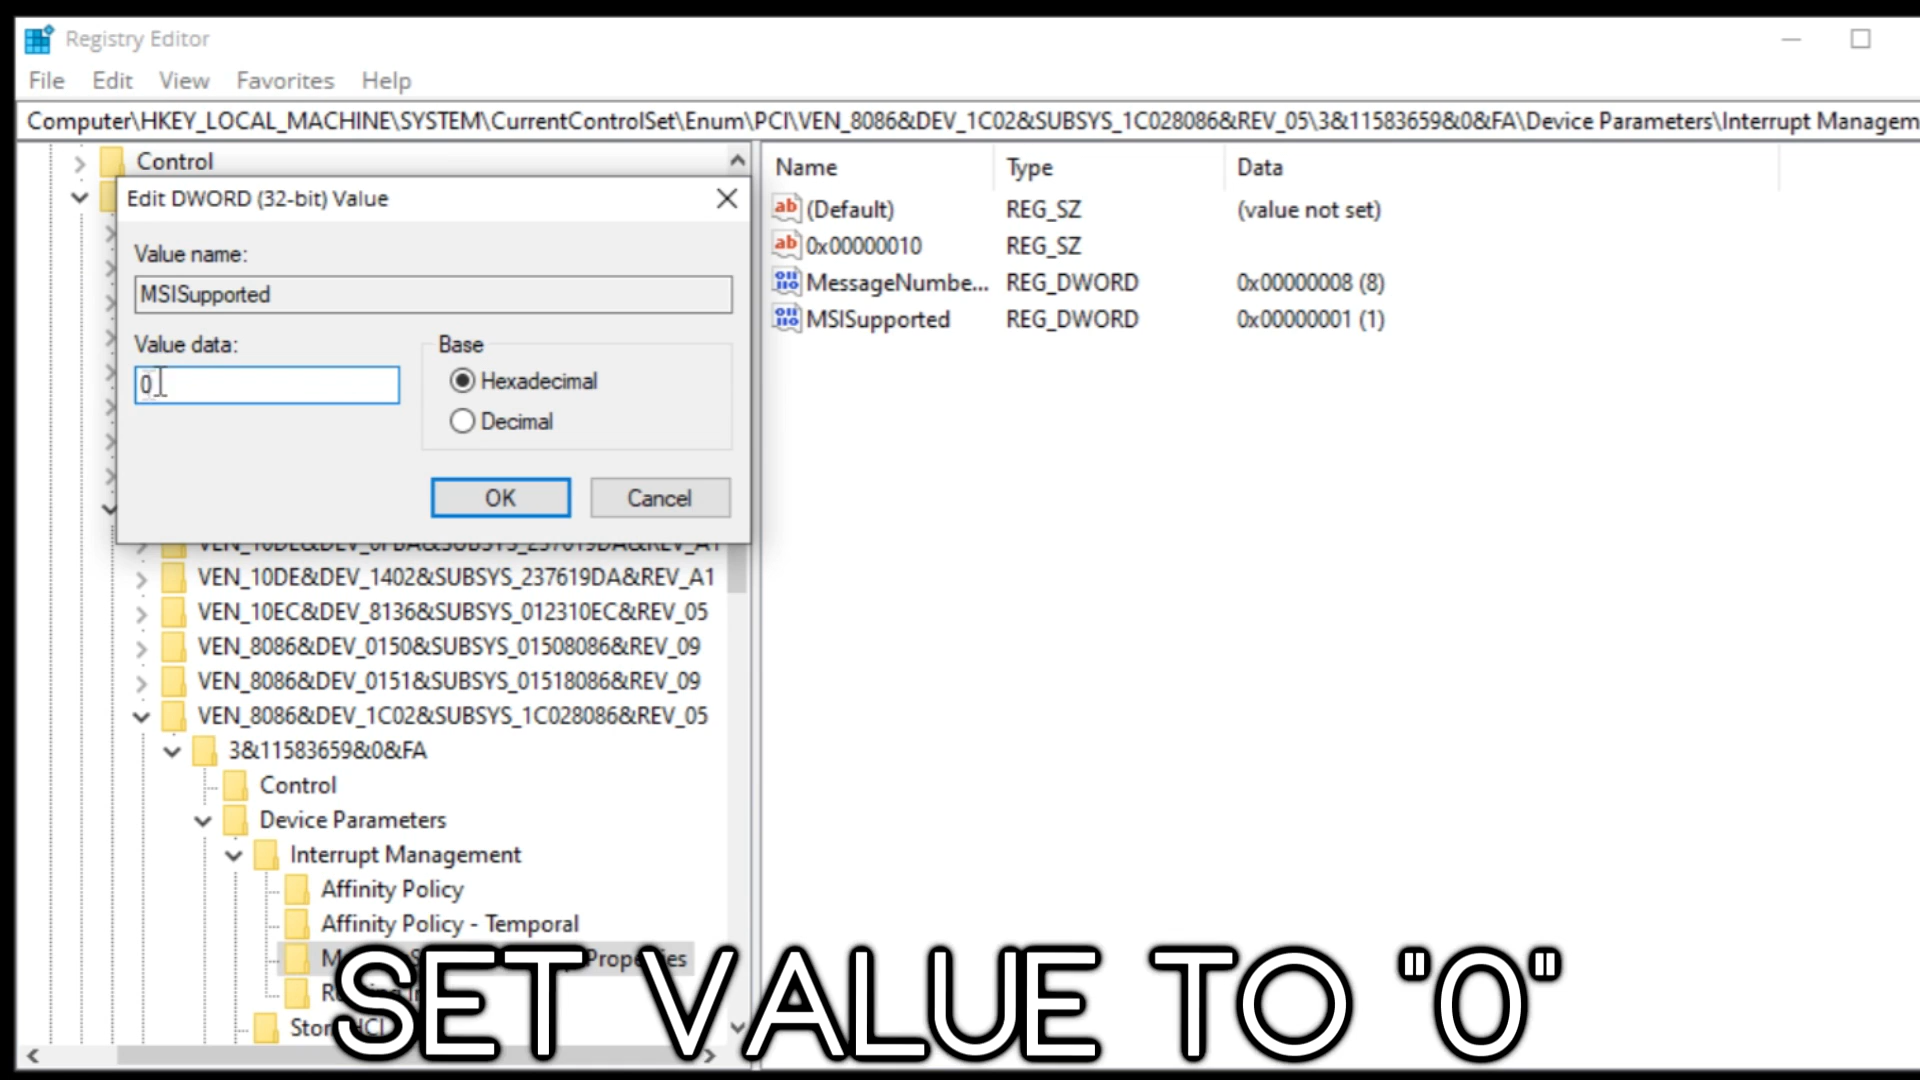 Registry Editor
File Edit View Favorites Help
Computer\HKEY_LOCAL_MACHINE\SYSTEM\CurrentControlSet\Enum\PCI\VEN_8086&DEV_1C02&SUBSYS_1C028086&REV_05\3&11583659&0&FA\Device Parameters\Interrupt Managem
Control
Edit DWORD (32-bit) Value
Value name:
MSISupported
Value data:
0
Base
Hexadecimal
Decimal
OK Cancel
VEN_10DE&DEV_1402&SUBSYS_237619DA&REV_A1
VEN_10EC&DEV_8136&SUBSYS_012310EC&REV_05
VEN_8086&DEV_0150&SUBSYS_01508086&REV_09
VEN_8086&DEV_0151&SUBSYS_01518086&REV_09
VEN_8086&DEV_1C02&SUBSYS_1C028086&REV_05
3&11583659&0&FA
Control
Device Parameters
Interrupt Management
Affinity Policy
Affinity Policy - Temporal
Properties
Name Type Data
(Default) REG_SZ (value not set)
0x00000010 REG_SZ
MessageNumbe... REG_DWORD 0x00000008 (8)
MSISupported REG_DWORD 0x00000001 (1)
SET VALUE TO "0"